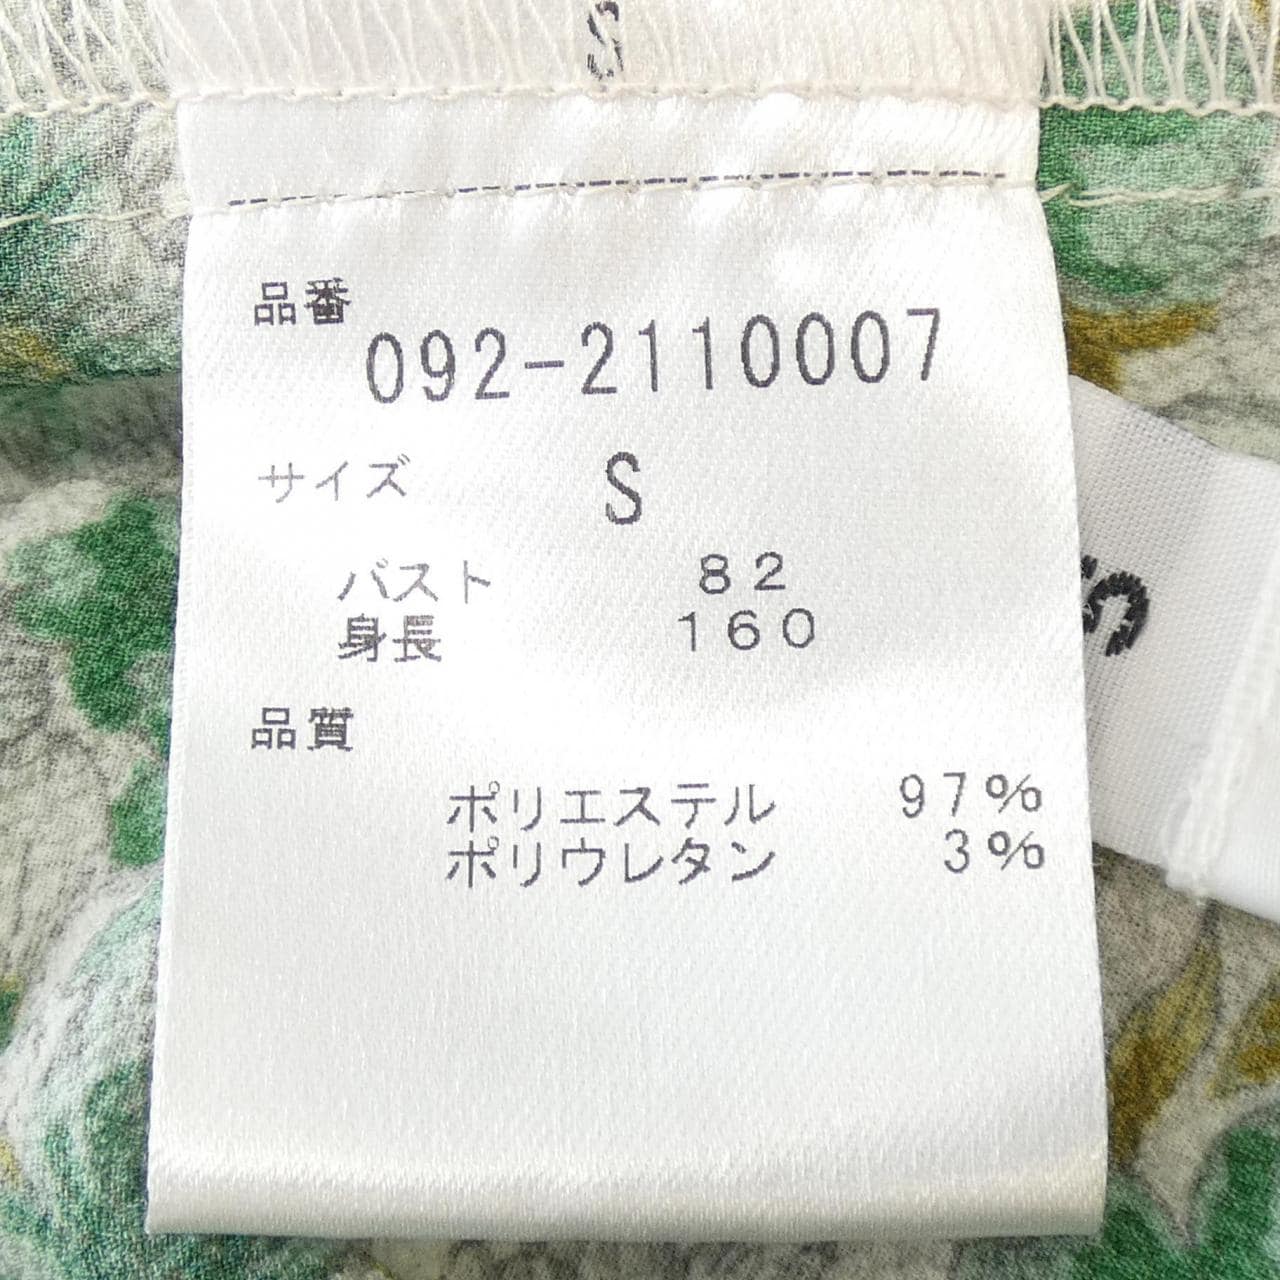 S
品番
092-2110007
サイズ S
バスト 82
身長 160
品質
ポリエステル 97%
ポリウレタン 3%
S